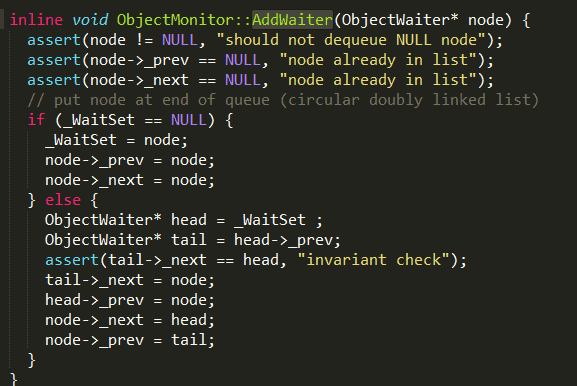 inline void ObjectMonitor::AddWaiter(ObjectWaiter* node) {
  assert(node != NULL, "should not dequeue NULL node");
  assert(node->_prev == NULL, "node already in list");
  assert(node->_next == NULL, "node already in list");
  // put node at end of queue (circular doubly linked list)
  if (_WaitSet == NULL) {
    _WaitSet = node;
    node->_prev = node;
    node->_next = node;
  } else {
    ObjectWaiter* head = _WaitSet ;
    ObjectWaiter* tail = head->_prev;
    assert(tail->_next == head, "invariant check");
    tail->_next = node;
    head->_prev = node;
    node->_next = head;
    node->_prev = tail;
  }
}